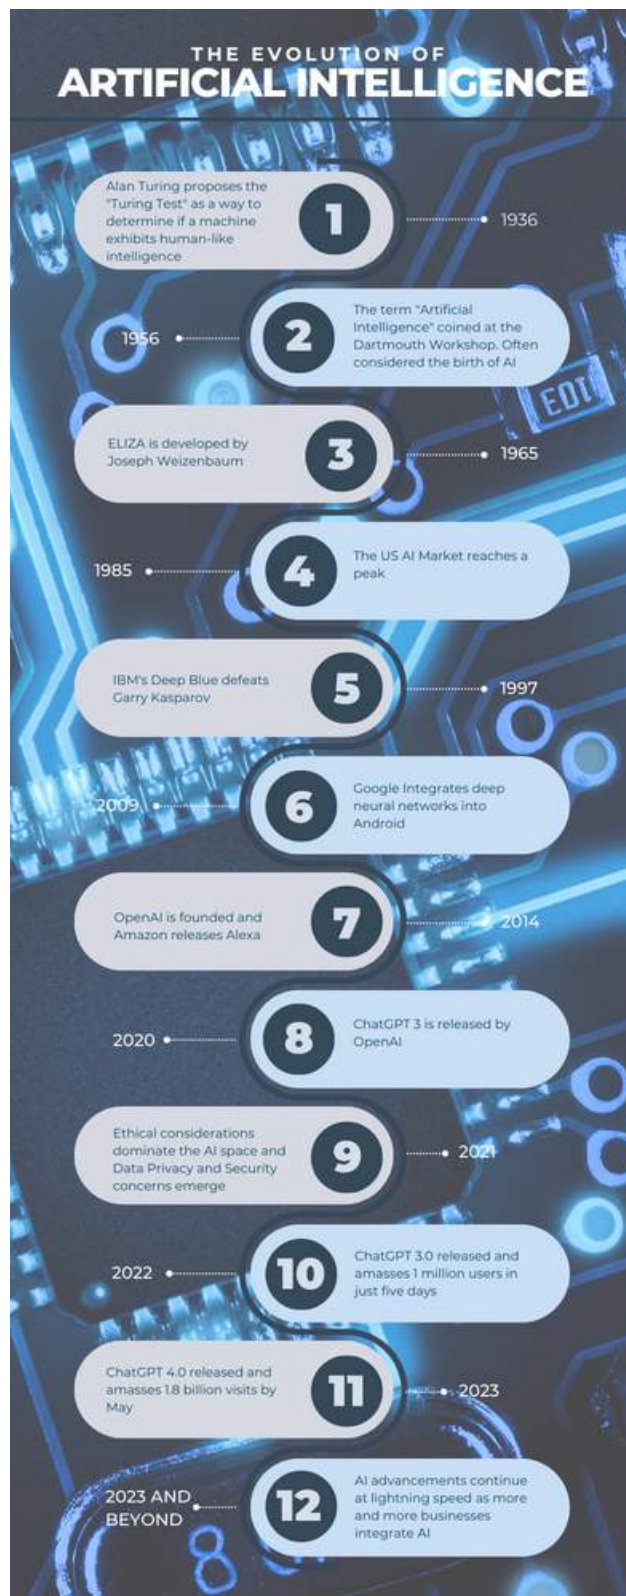 THE EVOLUTION OF
ARTIFICIAL INTELLIGENCE
Alan Turing proposes the
"Turing Test" as a way to
determine if a machine
exhibits human-like
intelligence
1
1936
1956
2
The term "Artificial
Intelligence" coined at the
Dartmouth Workshop. Often
considered the birth of AI
EOI
ELIZA is developed by
Joseph Weizenbaum
3
1965
1985
4
The US AI Market reaches a
peak
IBM's Deep Blue defeats
Garry Kasparov
5
1997
2009
6
Google Integrates deep
neural networks into
Android
OpenAI is founded and
Amazon releases Alexa
7
2014
2020
8
ChatGPT 3 is released by
OpenAI
Ethical considerations
dominate the AI space and
Data Privacy and Security
concerns emerge
9
2021
2022
10
ChatGPT 3.0 released and
amasses 1 million users in
just five days
ChatGPT 4.0 released and
amasses 1.8 billion visits by
May
11
2023
2023 AND
BEYOND
12
AI advancements continue
at lightning speed as more
and more businesses
integrate AI